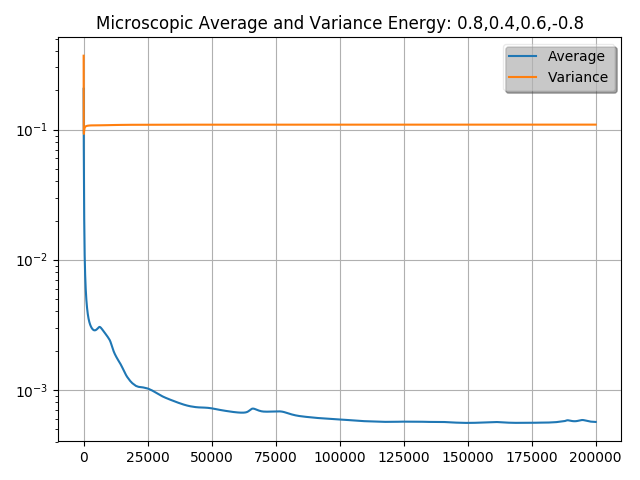 Microscopic Average and Variance Energy: 0.8,0.4,0.6,-0.8
Average
Variance
10⁻¹
10⁻²
10⁻³
0 25000 50000 75000 100000 125000 150000 175000 200000